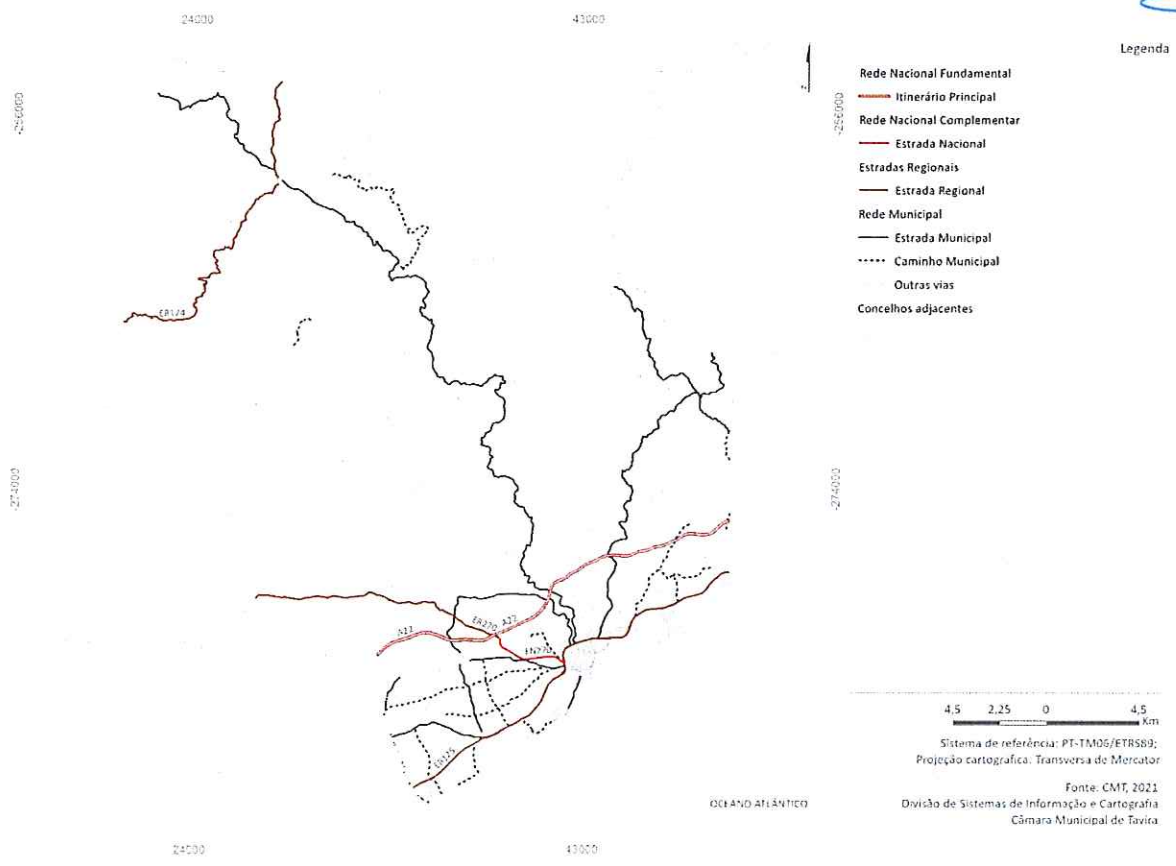 24000
43000
Legenda
Rede Nacional Fundamental
Itinerário Principal
Rede Nacional Complementar
Estrada Nacional
Estradas Regionais
Estrada Regional
Rede Municipal
Estrada Municipal
Caminho Municipal
Outras vias
Concelhos adjacentes
-256000
-256000
z
ER124
-274000
-274000
ER270
A22
A22
EN270
ER125
4,5 2,25 0 4,5
Km
Sistema de referência: PT-TM06/ETRS89;
Projeção cartografica: Transversa de Mercator
Fonte: CMT, 2021
Divisão de Sistemas de Informação e Cartografia
Câmara Municipal de Tavira
OCEANO ATLÂNTICO
24000
43000